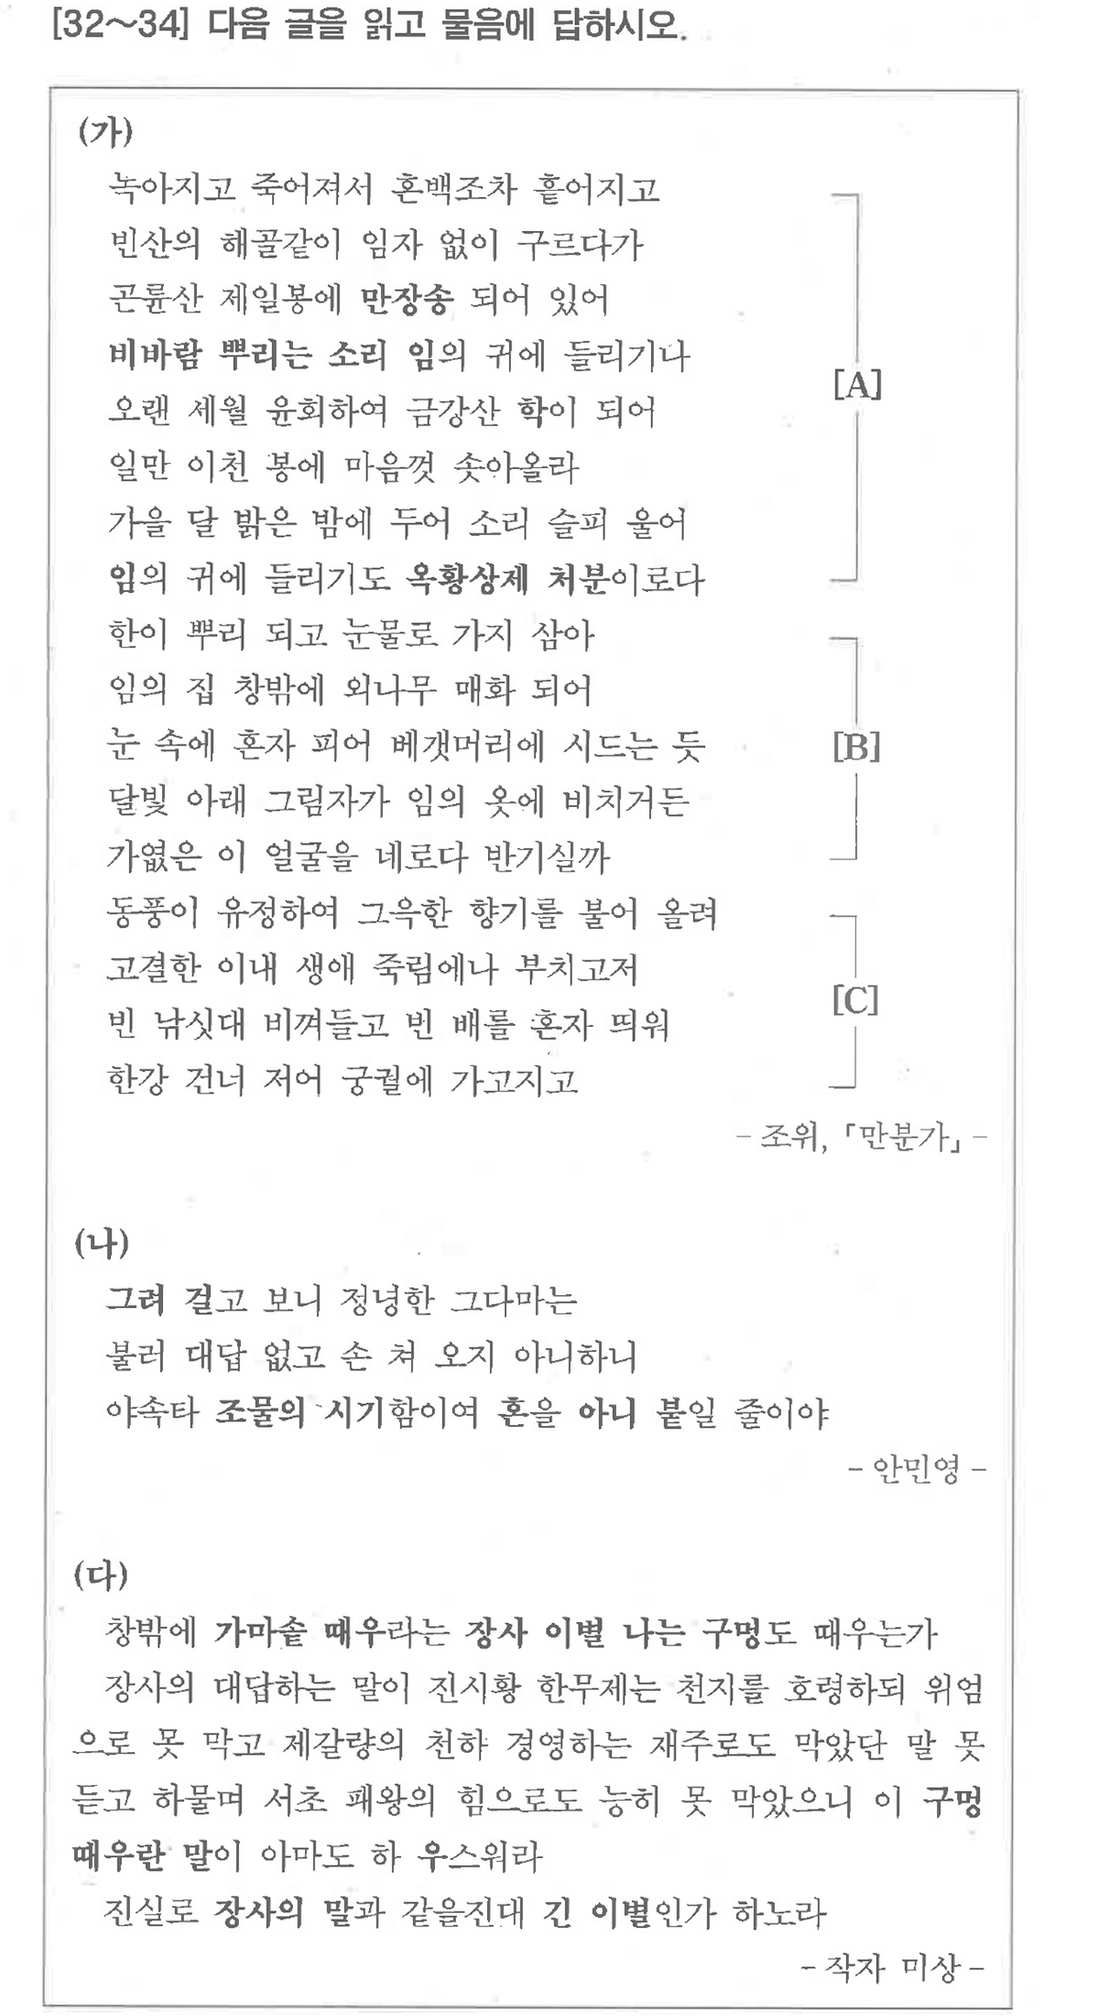 [32～34] 다음 글을 읽고 물음에 답하시오.
(가)
녹아지고 죽어져서 혼백조차 흩어지고
빈산의 해골같이 임자 없이 구르다가
곤륜산 제일봉에 만장송 되어 있어
비바람 뿌리는 소리 임의 귀에 들리기나
[A]
오랜 세월 윤회하여 금강산 학이 되어
일만 이천 봉에 마음껏 솟아올라
가을 달 밝은 밤에 두어 소리 슬피 울어
임의 귀에 들리기도 옥황상제 처분이로다
한이 뿌리 되고 눈물로 가지 삼아
임의 집 창밖에 외나무 매화 되어
눈 속에 혼자 피어 베갯머리에 시드는 듯
[B]
달빛 아래 그림자가 임의 옷에 비치거든
가엾은 이 얼굴을 네로다 반기실까
동풍이 유정하여 그윽한 향기를 불어 올려
고결한 이내 생애 죽림에나 부치고저
[C]
빈 낚싯대 비껴들고 빈 배를 혼자 띄워
한강 건너 저어 궁궐에 가고지고
- 조위, 「만분가」 -
(나)
그려 걸고 보니 정녕한 그다마는
불러 대답 없고 손 쳐 오지 아니하니
야속타 조물의 시기함이여 혼을 아니 붙일 줄이야
- 안민영 -
(다)
창밖에 가마솥 때우라는 장사 이별 나는 구멍도 때우는가
장사의 대답하는 말이 진시황 한무제는 천지를 호령하되 위엄
으로 못 막고 제갈량의 천하 경영하는 재주로도 막았단 말 못
듣고 하물며 서초 패왕의 힘으로도 능히 못 막았으니 이 구멍
때우란 말이 아마도 하 우스워라
진실로 장사의 말과 같을진대 긴 이별인가 하노라
- 작자 미상 -